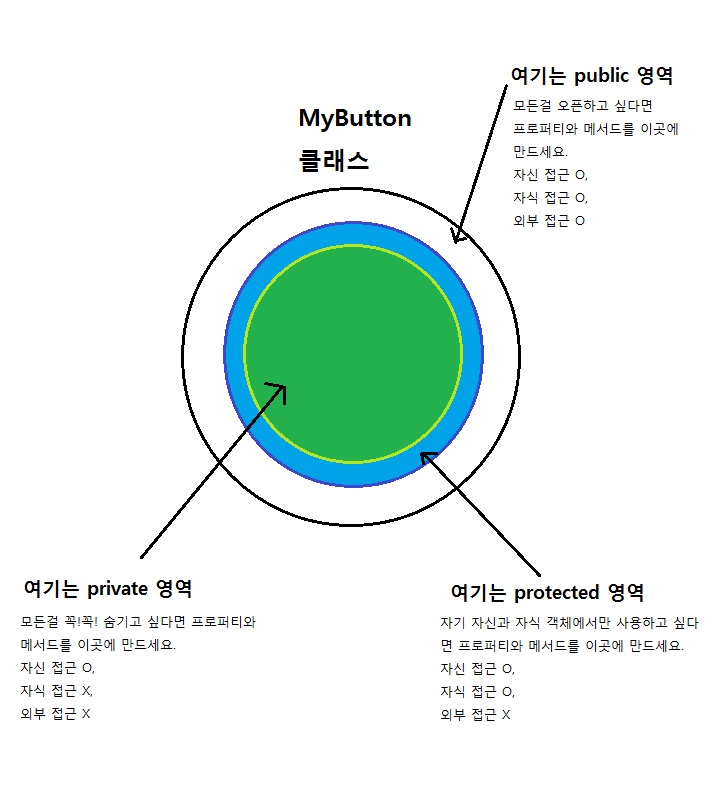 여기는 public 영역
모든걸 오픈하고 싶다면
프로퍼티와 메서드를 이곳에
만드세요.
자신 접근 O,
자식 접근 O,
외부 접근 O
MyButton
클래스
여기는 private 영역
모든걸 꼭!꼭! 숨기고 싶다면 프로퍼티와
메서드를 이곳에 만드세요.
자신 접근 O,
자식 접근 X,
외부 접근 X
여기는 protected 영역
자기 자신과 자식 객체에서만 사용하고 싶다
면 프로퍼티와 메서드를 이곳에 만드세요.
자신 접근 O,
자식 접근 O,
외부 접근 X